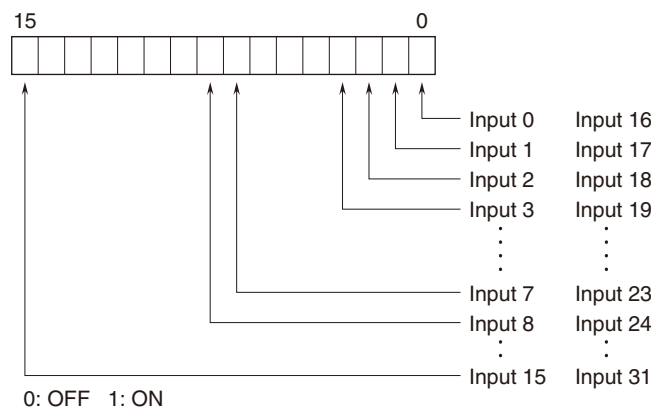 15 0
Input 0 Input 16
Input 1 Input 17
Input 2 Input 18
Input 3 Input 19
Input 7 Input 23
Input 8 Input 24
Input 15 Input 31
0: OFF 1: ON